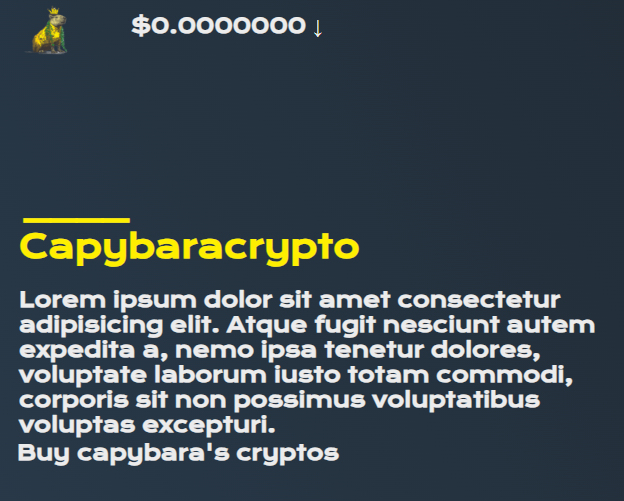 $0.0000000 ↓
Capybaracrypto
Lorem ipsum dolor sit amet consectetur
adipisicing elit. Atque fugit nesciunt autem
expedita a, nemo ipsa tenetur dolores,
voluptate laborum iusto totam commodi,
corporis sit non possimus voluptatibus
voluptas excepturi.
Buy capybara's cryptos